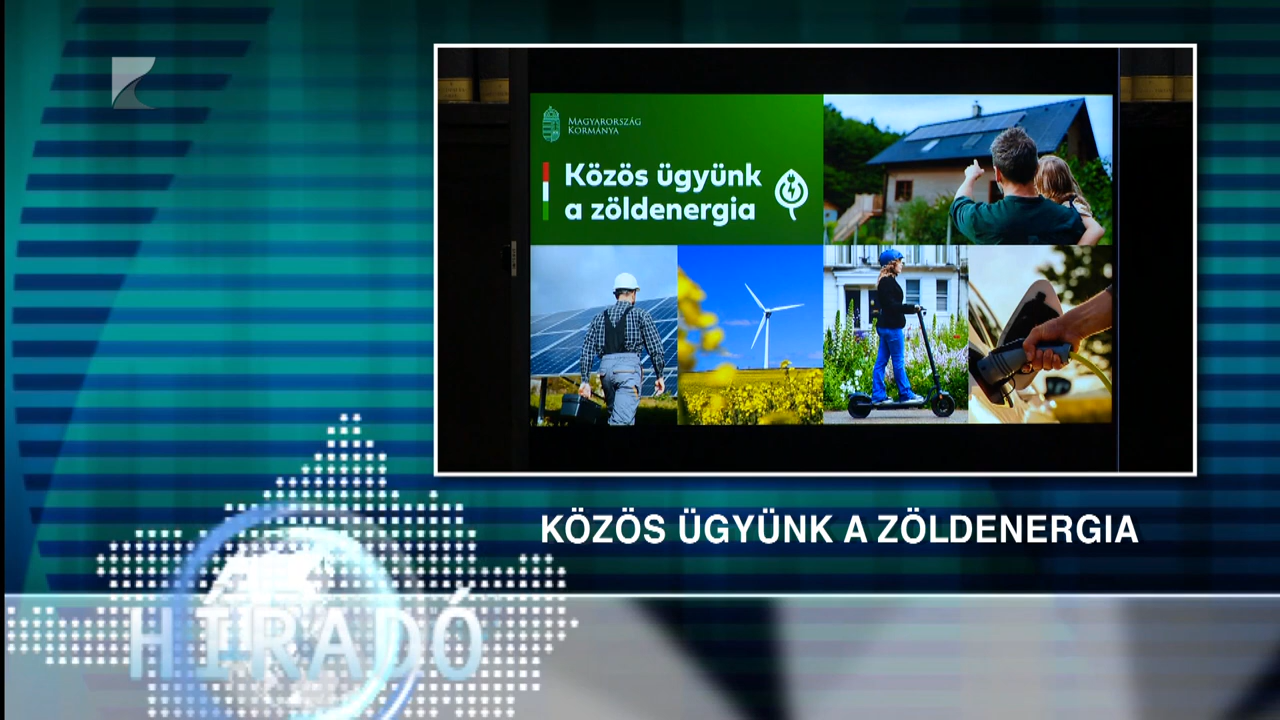 MAGYARORSZÁG
KORMÁNYA
Közös ügyünk
a zöldenergia
KÖZÖS ÜGYÜNK A ZÖLDENERGIA
HÍRADÓ